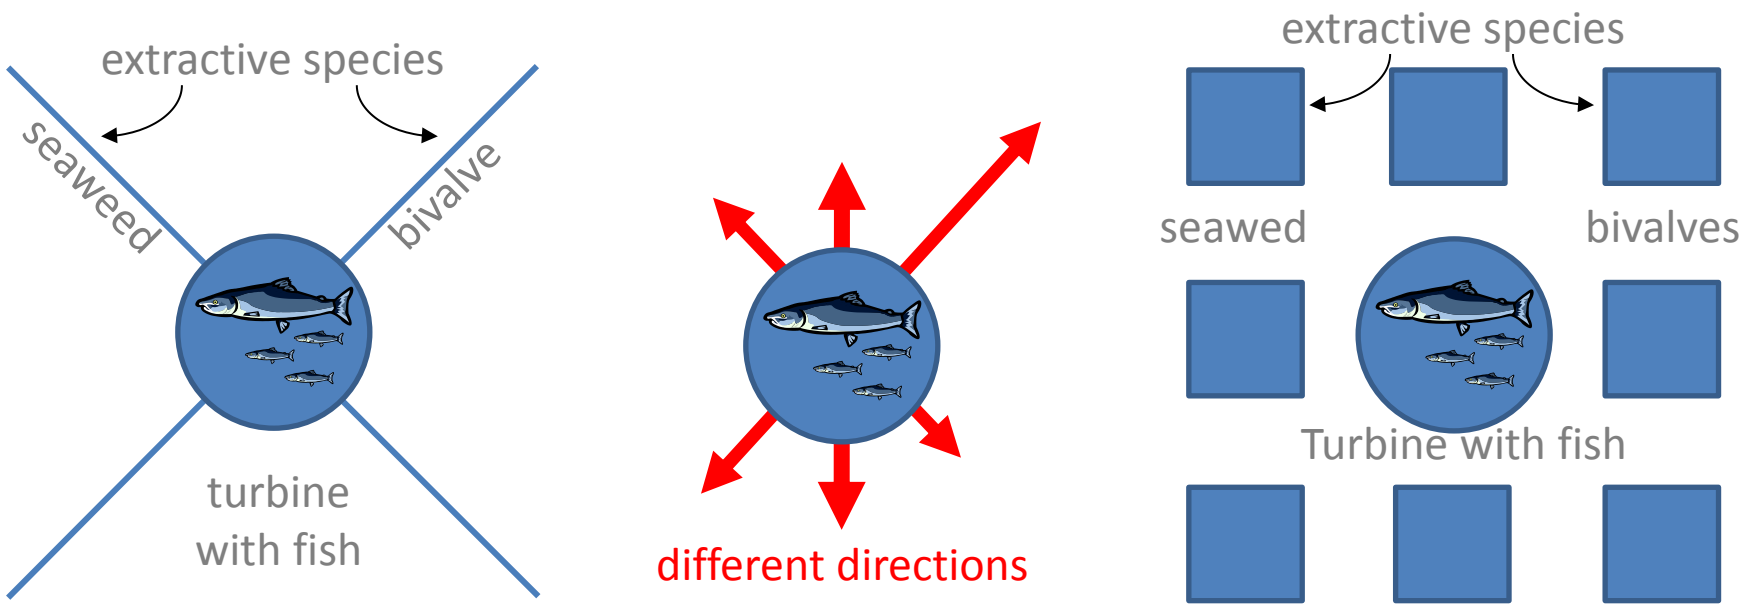 extractive species
seaweed
bivalve
turbine
with fish
different directions
extractive species
seawed
bivalves
Turbine with fish